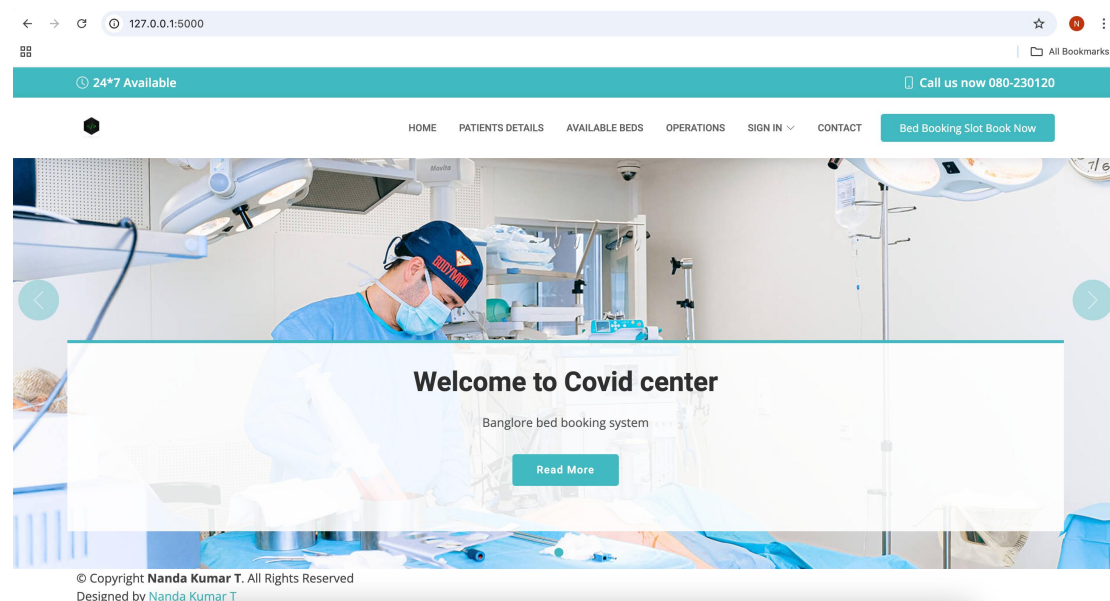 127.0.0.1:5000
N
All Bookmarks
24*7 Available
Call us now 080-230120
HOME PATIENTS DETAILS AVAILABLE BEDS OPERATIONS SIGN IN CONTACT Bed Booking Slot Book Now
Movita
BODYMAN
Welcome to Covid center
Banglore bed booking system
Read More
© Copyright Nanda Kumar T. All Rights Reserved
Designed by Nanda Kumar T